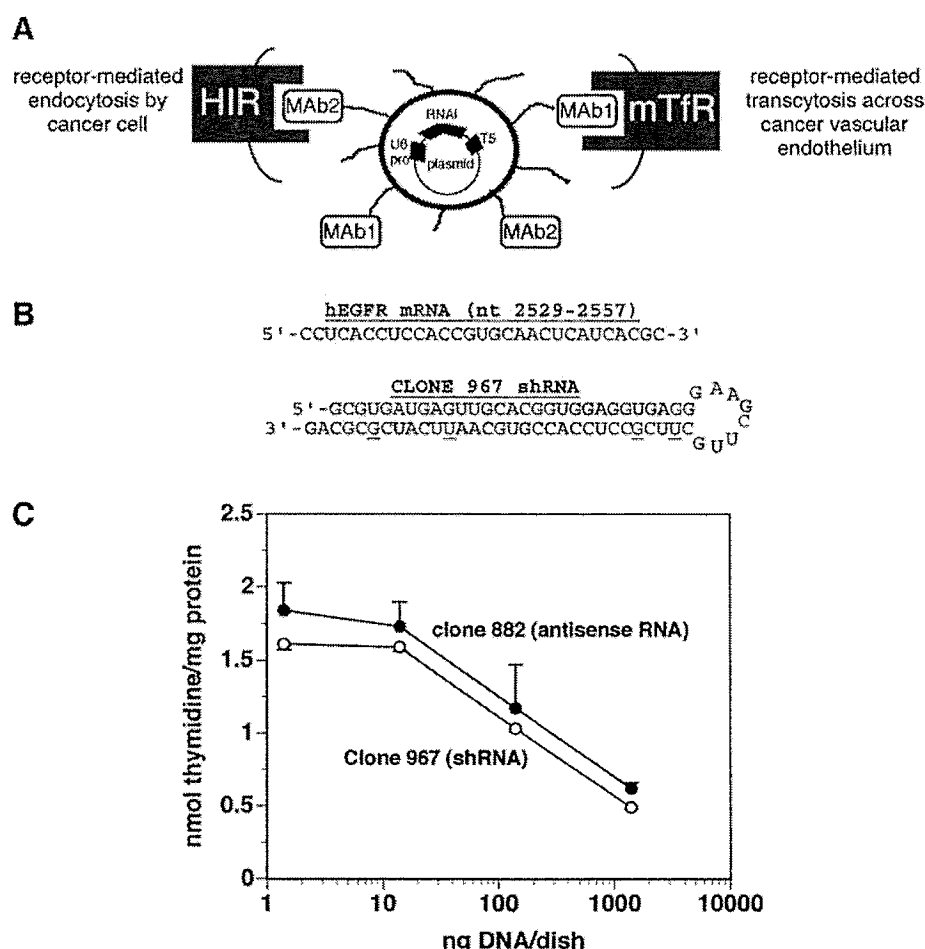 A
receptor-mediated
endocytosis by
cancer cell
HIR
MAb2
RNAi
U6
pro
T5
plasmid
MAb1
mTfR
receptor-mediated
transcytosis across
cancer vascular
endothelium
MAb1
MAb2
B
hEGFR mRNA (nt 2529-2557)
5'-CCUCACCUCCACCGUGCAACUCAUCACGC-3'
CLONE 967 shRNA
5'-GCGUGAUGAGUUGCACGGUGGAGGUGAGG
GAAGCUUG
3'-GACGCGCUACUUAACGUGCCACCUCCGCUUC
C
2.5
2
1.5
1
0.5
0
nmol thymidine/mg protein
clone 882 (antisense RNA)
Clone 967 (shRNA)
1
10
100
1000
10000
ng DNA/dish